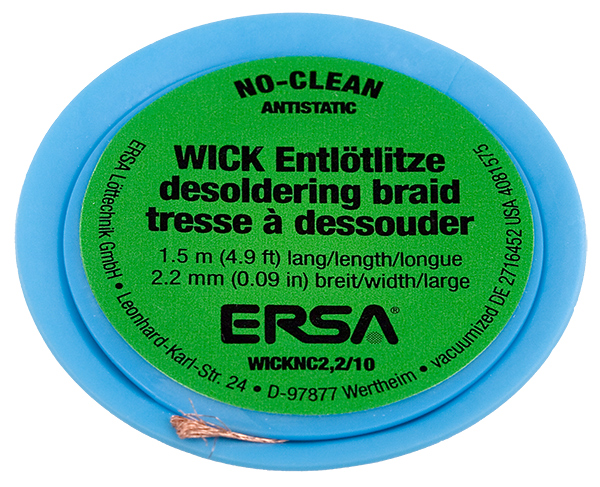 NO-CLEAN
ANTISTATIC
WICK Entlötlitze
desoldering braid
tresse à dessouder
1.5 m (4.9 ft) lang/length/longue
2.2 mm (0.09 in) breit/width/large
ERSA®
WICKNC2,2/10
ERSA Löttechnik GmbH • Leonhard-Karl-Str. 24 • D-97877 Wertheim • vacuumized DE 2716452 USA 4081575